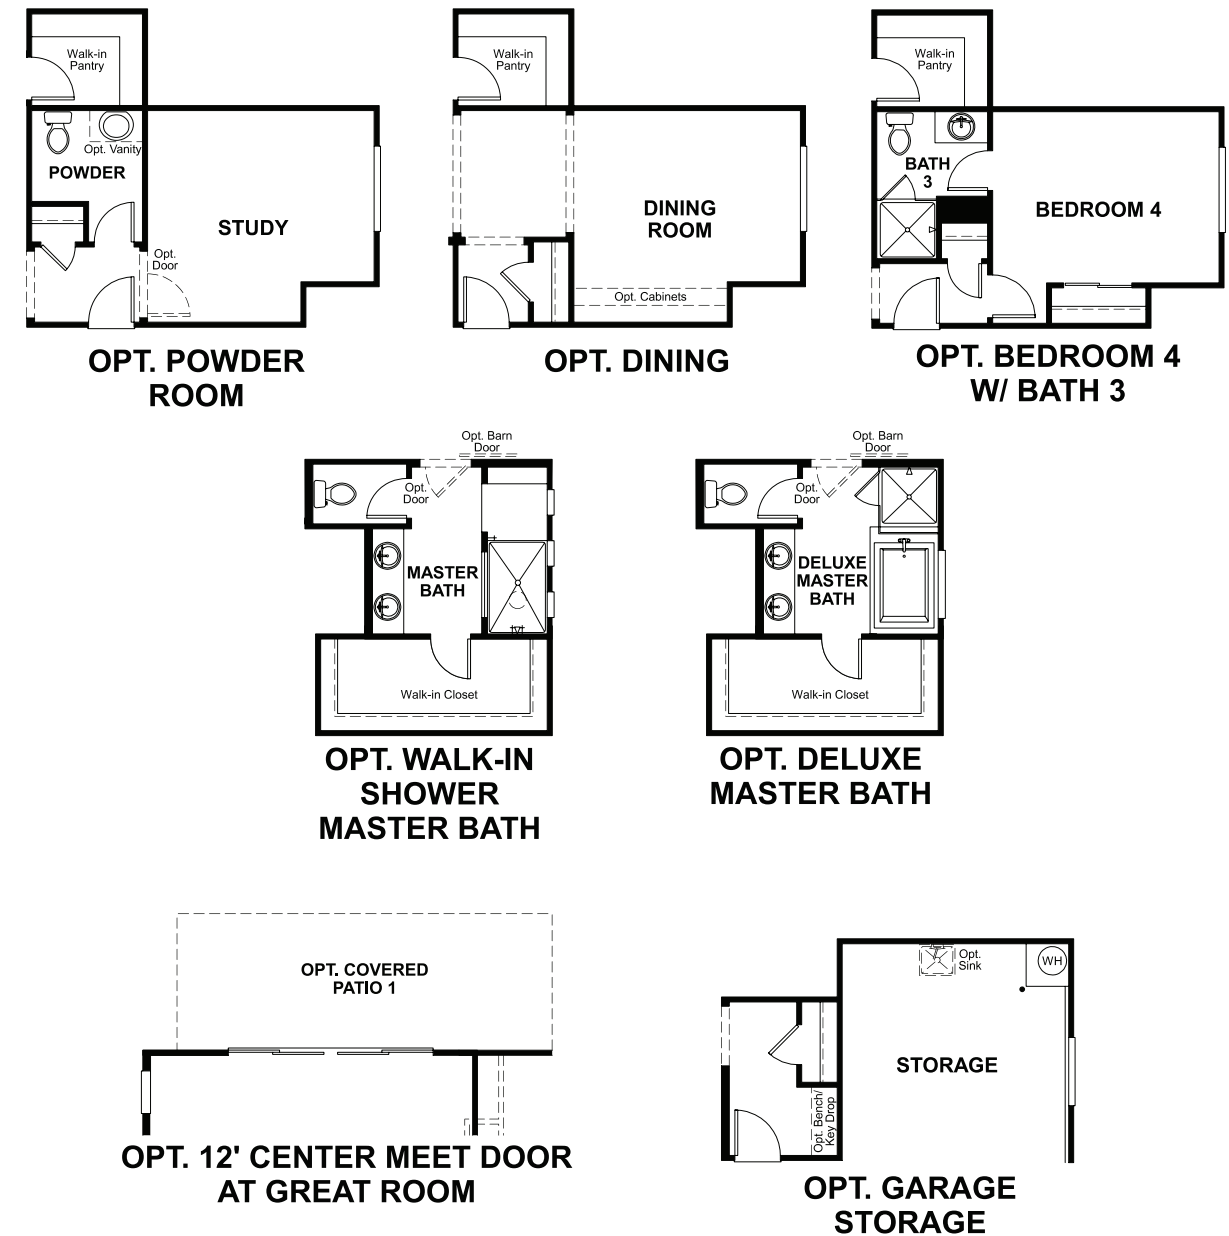 Walk-in
Pantry
Opt. Vanity
POWDER
STUDY
Opt.
Door
OPT. POWDER
ROOM
Walk-in
Pantry
DINING
ROOM
Opt. Cabinets
OPT. DINING
Walk-in
Pantry
BATH
3
BEDROOM 4
OPT. BEDROOM 4
W/ BATH 3
Opt. Barn
Door
Opt.
Door
MASTER
BATH
Walk-in Closet
OPT. WALK-IN
SHOWER
MASTER BATH
Opt. Barn
Door
Opt.
Door
DELUXE
MASTER
BATH
Walk-in Closet
OPT. DELUXE
MASTER BATH
OPT. COVERED
PATIO 1
OPT. 12' CENTER MEET DOOR
AT GREAT ROOM
Opt.
Sink
WH
STORAGE
Opt. Bench/
Key Drop
OPT. GARAGE
STORAGE